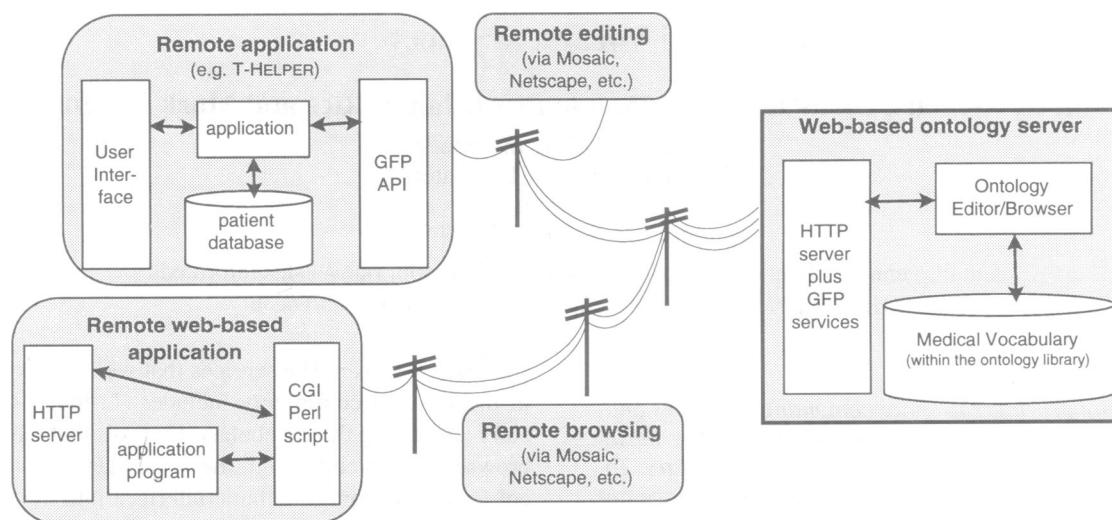 Remote application
(e.g. T-HELPER)
User
Inter-
face
application
patient
database
GFP
API
Remote editing
(via Mosaic,
Netscape, etc.)
Web-based ontology server
HTTP
server
plus
GFP
services
Ontology
Editor/Browser
Medical Vocabulary
(within the ontology library)
Remote web-based
application
HTTP
server
application
program
CGI
Perl
script
Remote browsing
(via Mosaic,
Netscape, etc.)